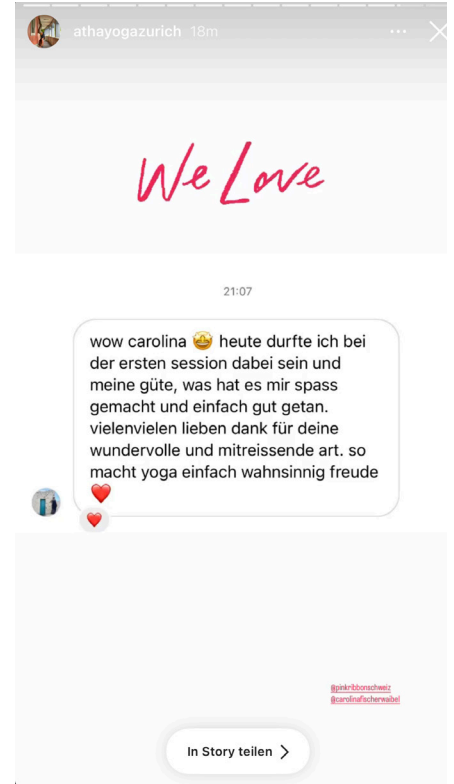 athayogazurich 18m
We Love
21:07
wow carolina 🤩 heute durfte ich bei
der ersten session dabei sein und
meine güte, was hat es mir spass
gemacht und einfach gut getan.
vielenvielen lieben dank für deine
wundervolle und mitreissende art. so
macht yoga einfach wahnsinnig freude
❤️
❤️
@pinkribbonschweiz
@carolinafischerwaibel
In Story teilen